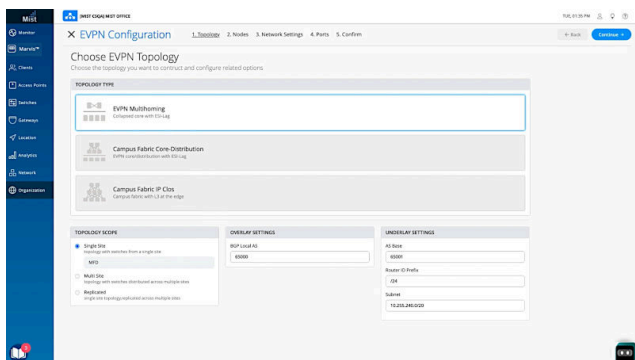 Mist
[MIST CSQA] MIST OFFICE
TUE, 01:35 PM
Monitor
Marvis™
Clients
Access Points
Switches
Gateways
Location
Analytics
Network
Organization
EVPN Configuration
1. Topology 2. Nodes 3. Network Settings 4. Ports 5. Confirm
Back
Continue
Choose EVPN Topology
Choose the topology you want to contruct and configure related options
TOPOLOGY TYPE
EVPN Multihoming
Collapsed core with ESI-Lag
Campus Fabric Core-Distribution
EVPN core/distribution with ESI-Lag
Campus Fabric IP Clos
Campus fabric with L3 at the edge
TOPOLOGY SCOPE
Single Site
topology with switches from a single site
Multi Site
topology with switches distributed across multiple sites
Replicated
single site topology replicated across multiple sites
OVERLAY SETTINGS
BGP Local AS
65000
UNDERLAY SETTINGS
AS Base
65001
Router ID Prefix
/24
Subnet
10.255.240.0/20